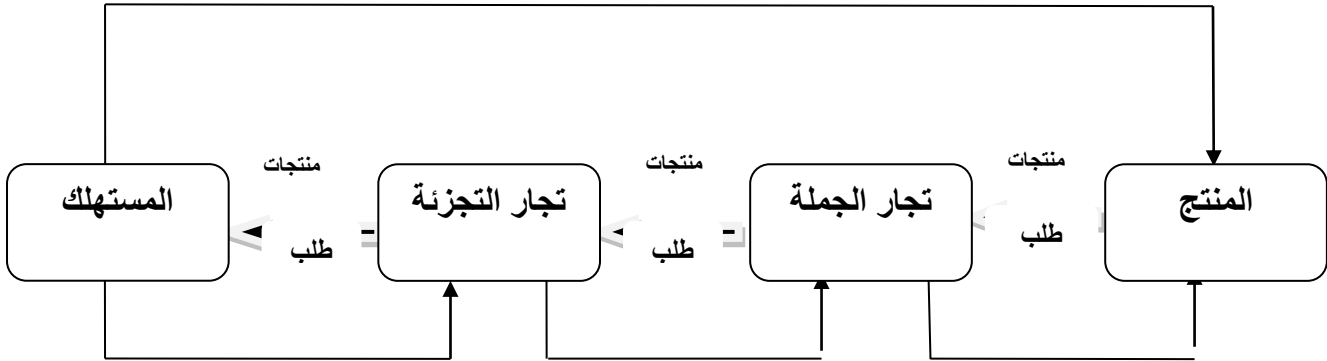 منتجات
منتجات
منتجات
المنتج
تجار الجملة
تجار التجزئة
المستهلك
طلب
طلب
طلب